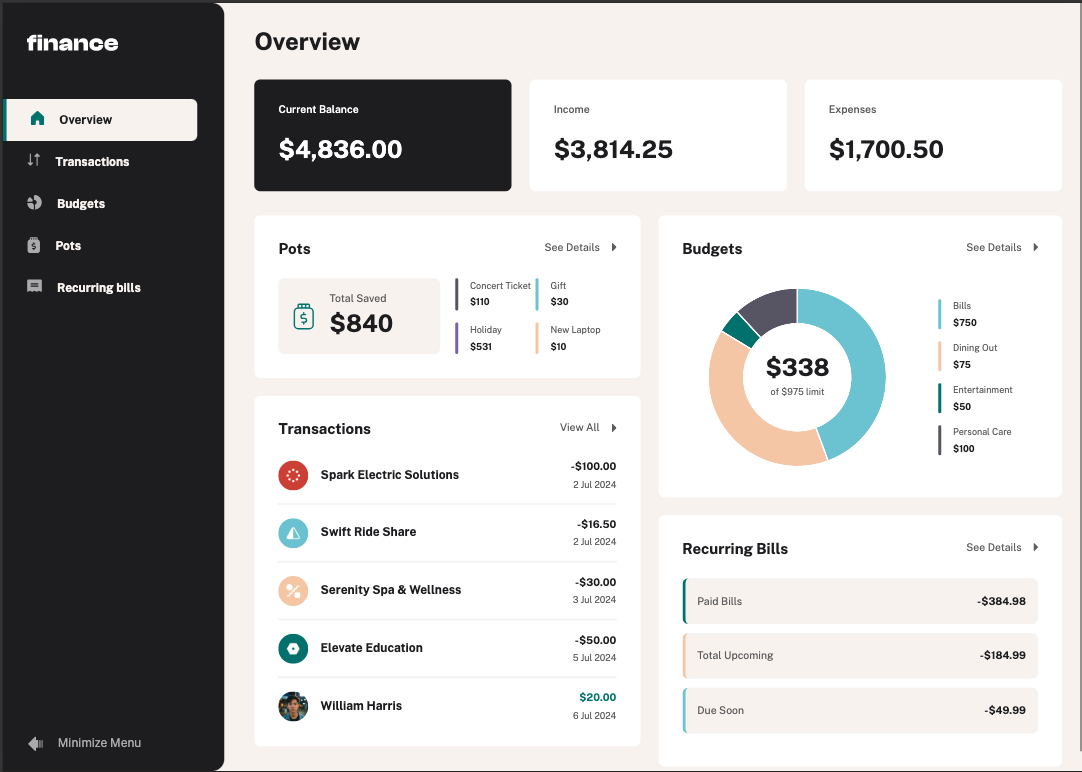 finance
Overview
Transactions
Budgets
Pots
Recurring bills
Minimize Menu
Overview
Current Balance
$4,836.00
Income
$3,814.25
Expenses
$1,700.50
Pots
See Details
Total Saved
$840
Concert Ticket
$110
Gift
$30
Holiday
$531
New Laptop
$10
Transactions
View All
Spark Electric Solutions
-$100.00
2 Jul 2024
Swift Ride Share
-$16.50
2 Jul 2024
Serenity Spa & Wellness
-$30.00
3 Jul 2024
Elevate Education
-$50.00
5 Jul 2024
William Harris
$20.00
6 Jul 2024
Budgets
See Details
$338
of $975 limit
Bills
$750
Dining Out
$75
Entertainment
$50
Personal Care
$100
Recurring Bills
See Details
Paid Bills
-$384.98
Total Upcoming
-$184.99
Due Soon
-$49.99